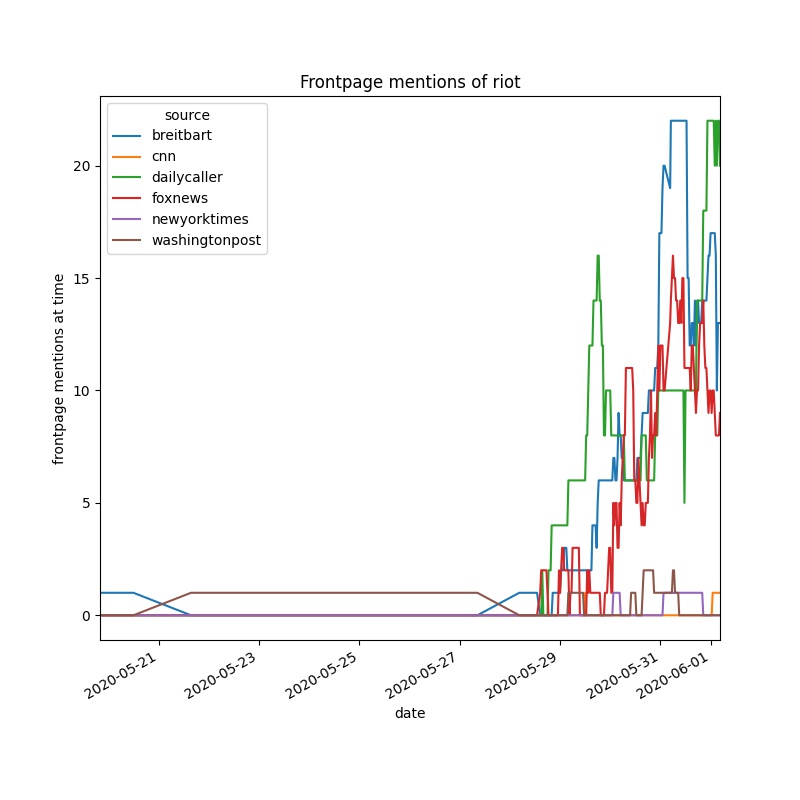 Frontpage mentions of riot
source
breitbart
cnn
dailycaller
foxnews
newyorktimes
washingtonpost
frontpage mentions at time
20
15
10
5
0
2020-05-21
2020-05-23
2020-05-25
2020-05-27
2020-05-29
2020-05-31
2020-06-01
date